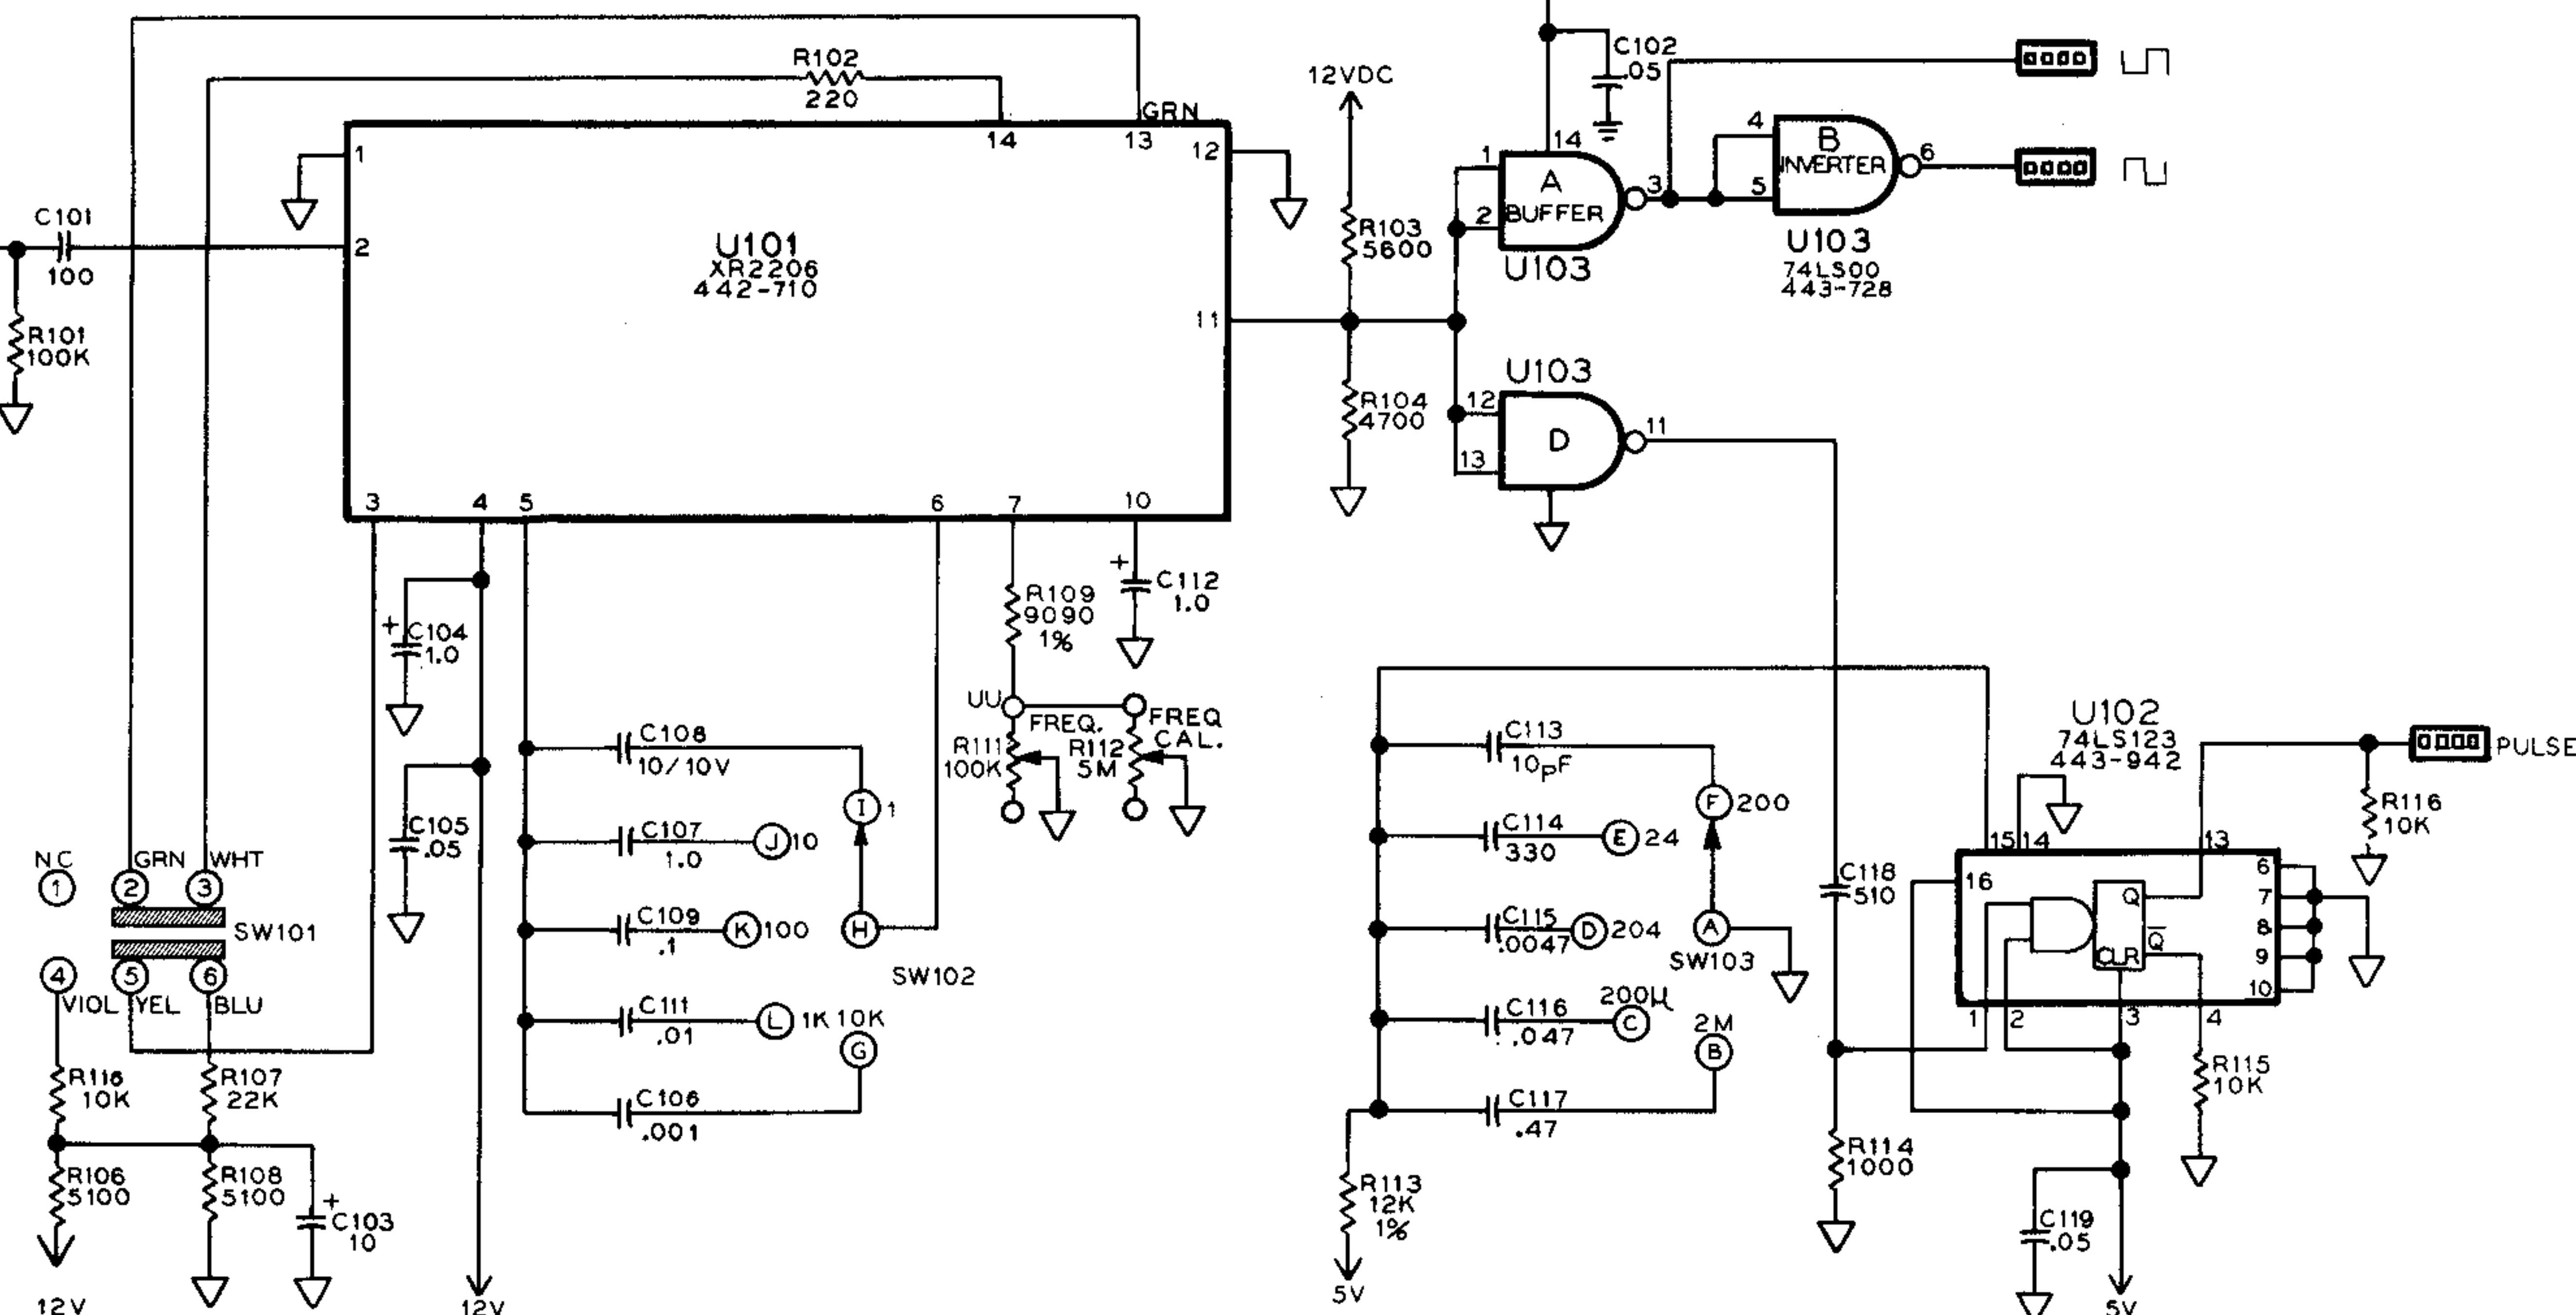 R102
220
GRN
14
13
12
1
2
C101
100
R101
100K
U101
XR2206
442-710
11
3
4
5
6
7
10
12VDC
R103
5600
R104
4700
C102
.05
14
1
2
A
BUFFER
3
U103
4
5
B
INVERTER
6
U103
74LS00
443-728
U103
12
13
D
11
+
C104
1.0
C105
.05
R109
9090
1%
+
C112
1.0
UU
FREQ.
R111
100K
FREQ
CAL.
R112
5M
C108
10/10V
I
1
C107
1.0
J
10
C109
.1
K
100
H
SW102
C111
.01
L
1K
10K
G
C106
.001
NC
1
GRN
2
WHT
3
SW101
4
VIOL
5
YEL
6
BLU
R116
10K
R107
22K
R106
5100
R108
5100
+
C103
10
12V
12V
C113
10pF
F
200
C114
330
E
24
C115
.0047
D
204
A
SW103
C116
.047
200µ
C
2M
B
C117
.47
R113
12K
1%
5V
C118
510
R114
1000
U102
74LS123
443-942
15
14
13
16
6
7
8
9
10
Q
Q̅
CLR
1
2
3
4
PULSE
R116
10K
R115
10K
C119
.05
5V